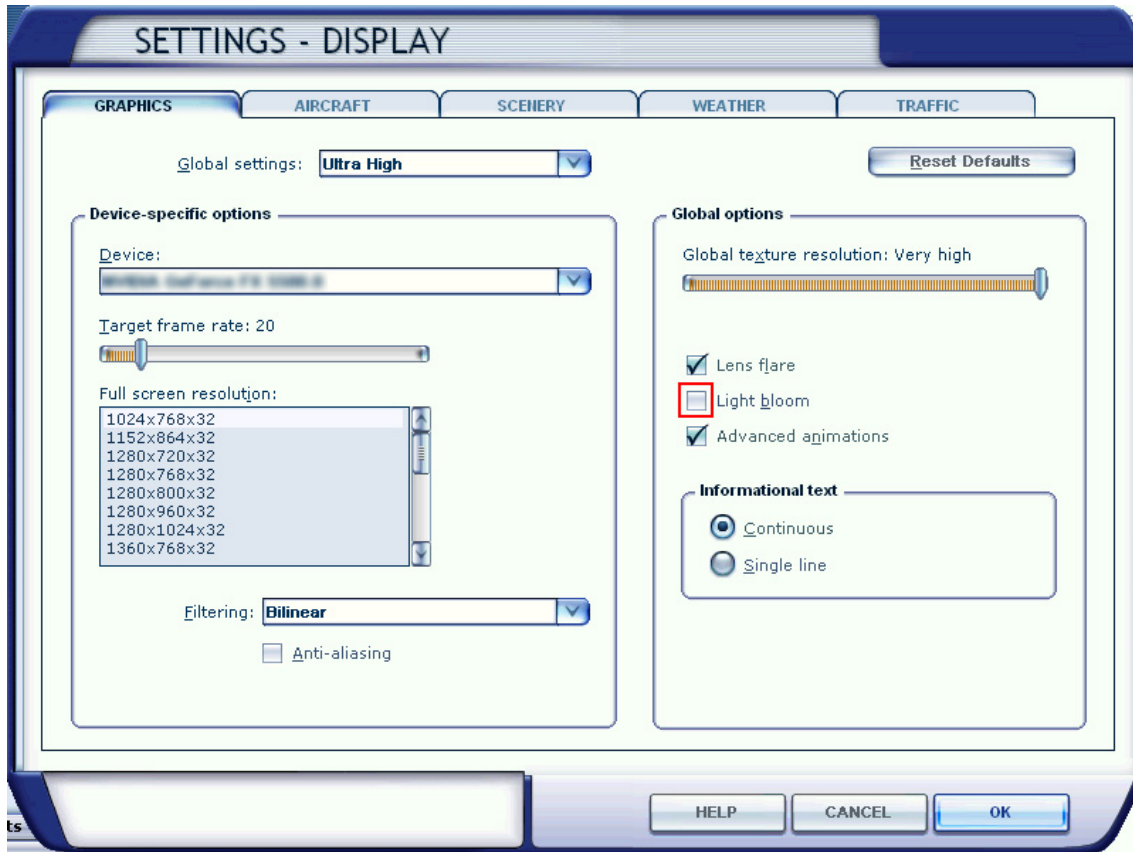 SETTINGS - DISPLAY
GRAPHICS
AIRCRAFT
SCENERY
WEATHER
TRAFFIC
Global settings: Ultra High
Reset Defaults
Device-specific options
Device:
Target frame rate: 20
Full screen resolution:
1024x768x32
1152x864x32
1280x720x32
1280x768x32
1280x800x32
1280x960x32
1280x1024x32
1360x768x32
Filtering: Bilinear
Anti-aliasing
Global options
Global texture resolution: Very high
Lens flare
Light bloom
Advanced animations
Informational text
Continuous
Single line
ts
HELP
CANCEL
OK